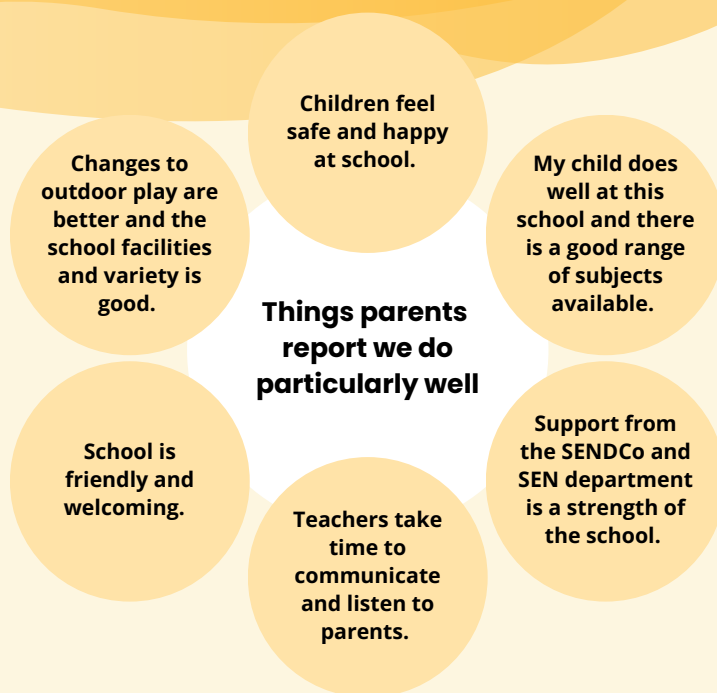 Children feel
safe and happy
at school.
Changes to
outdoor play are
better and the
school facilities
and variety is
good.
My child does
well at this
school and there
is a good range
of subjects
available.
Things parents
report we do
particularly well
School is
friendly and
welcoming.
Support from
the SENDCo and
SEN department
is a strength of
the school.
Teachers take
time to
communicate
and listen to
parents.